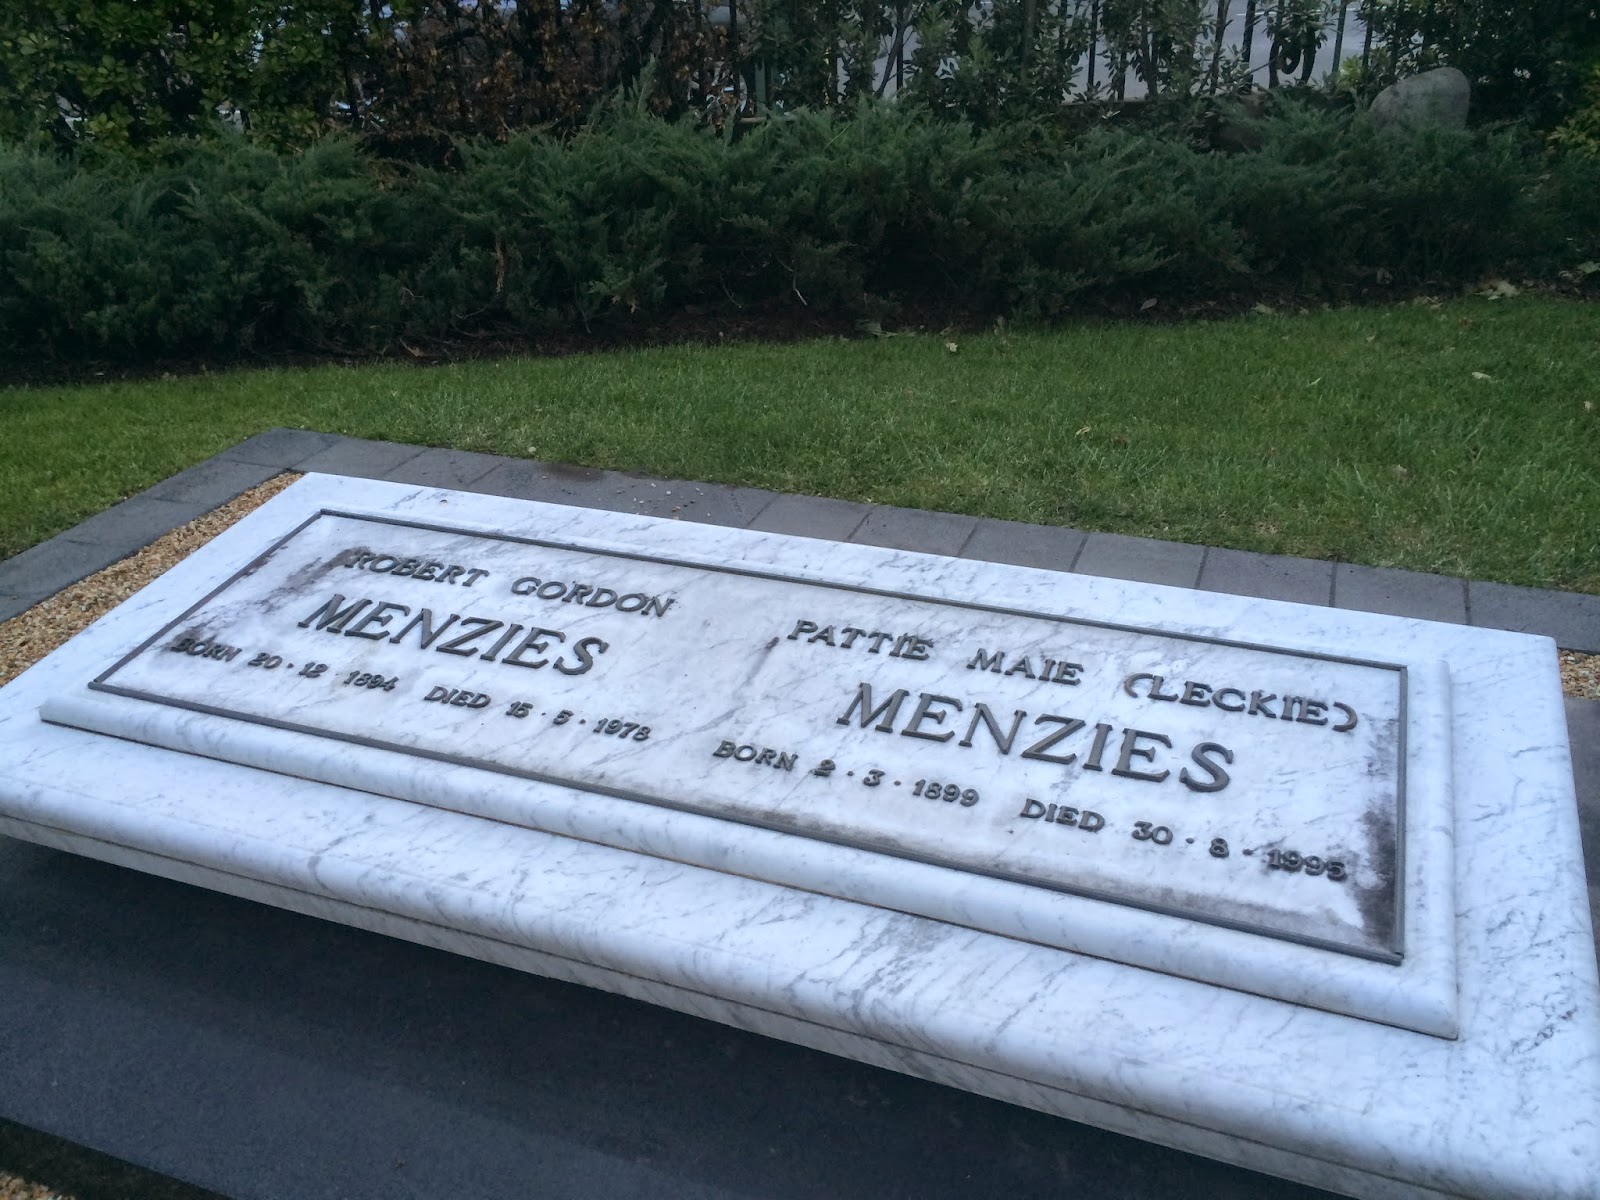 ROBERT GORDON
MENZIES
BORN 20 · 12 · 1894 DIED 15 · 5 · 1978
PATTIE MAIE (LECKIE)
MENZIES
BORN 2 · 3 · 1899 DIED 30 · 8 · 1995